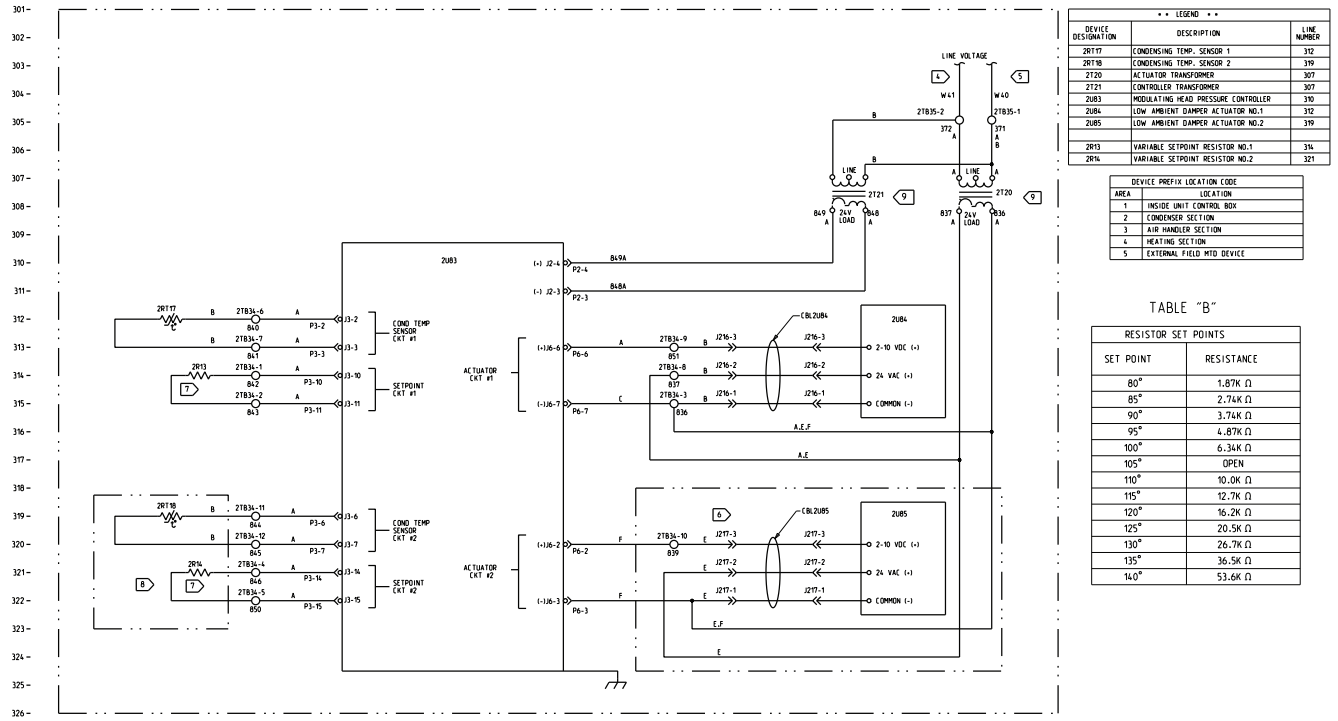 301-
302-
303-
304-
305-
306-
307-
308-
309-
310-
311-
312-
313-
314-
315-
316-
317-
318-
319-
320-
321-
322-
323-
324-
325-
326-
LINE VOLTAGE
4
5
W41
W40
2TB35-2
2TB35-1
372
371
A
A
B
B
B
LINE
2T21
9
A
LINE
A
2T20
9
849
24V
LOAD
848
A
A
837
24V
LOAD
836
A
A
2U83
(+) J2-4
P2-4
849A
(-) J2-3
P2-3
848A
2RT17
B
2TB34-6
840
A
P3-2
J3-2
B
2TB34-7
841
A
P3-3
J3-3
COND TEMP
SENSOR
CKT #1
2R13
7
2TB34-1
842
A
P3-10
J3-10
2TB34-2
843
A
P3-11
J3-11
SETPOINT
CKT #1
ACTUATOR
CKT #1
(+)J6-6
P6-6
A
2TB34-9
851
B
J216-3
J216-3
2-10 VDC (+)
2TB34-8
837
B
J216-2
J216-2
24 VAC (+)
(-)J6-7
P6-7
C
2TB34-3
836
B
J216-1
J216-1
COMMON (-)
CBL2U84
2U84
A.E.F
A.E
2RT18
B
2TB34-11
844
A
P3-6
J3-6
B
2TB34-12
845
A
P3-7
J3-7
COND TEMP
SENSOR
CKT #2
8
2R14
7
2TB34-4
846
A
P3-14
J3-14
2TB34-5
850
A
P3-15
J3-15
SETPOINT
CKT #2
ACTUATOR
CKT #2
(+)J6-2
P6-2
F
2TB34-10
839
E
J217-3
J217-3
2-10 VDC (+)
E
J217-2
J217-2
24 VAC (+)
(-)J6-3
P6-3
F
E
J217-1
J217-1
COMMON (-)
6
CBL2U85
2U85
E.F
E
** LEGEND **
DEVICE DESIGNATION DESCRIPTION LINE NUMBER
2RT17 CONDENSING TEMP. SENSOR 1 312
2RT18 CONDENSING TEMP. SENSOR 2 319
2T20 ACTUATOR TRANSFORMER 307
2T21 CONTROLLER TRANSFORMER 307
2U83 MODULATING HEAD PRESSURE CONTROLLER 310
2U84 LOW AMBIENT DAMPER ACTUATOR NO.1 312
2U85 LOW AMBIENT DAMPER ACTUATOR NO.2 319
2R13 VARIABLE SETPOINT RESISTOR NO.1 314
2R14 VARIABLE SETPOINT RESISTOR NO.2 321
DEVICE PREFIX LOCATION CODE
AREA LOCATION
1 INSIDE UNIT CONTROL BOX
2 CONDENSER SECTION
3 AIR HANDLER SECTION
4 HEATING SECTION
5 EXTERNAL FIELD MTD DEVICE
TABLE "B"
RESISTOR SET POINTS
SET POINT RESISTANCE
80° 1.87K Ω
85° 2.74K Ω
90° 3.74K Ω
95° 4.87K Ω
100° 6.34K Ω
105° OPEN
110° 10.0K Ω
115° 12.7K Ω
120° 16.2K Ω
125° 20.5K Ω
130° 26.7K Ω
135° 36.5K Ω
140° 53.6K Ω